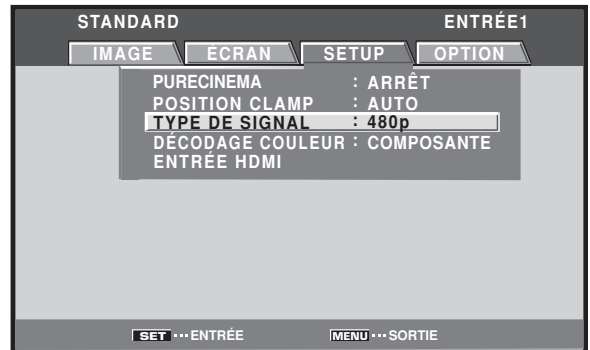 STANDARD ENTRÉE1
IMAGE ÉCRAN SETUP OPTION
PURECINEMA : ARRÊT
POSITION CLAMP : AUTO
TYPE DE SIGNAL : 480p
DÉCODAGE COULEUR : COMPOSANTE
ENTRÉE HDMI
SET ··· ENTRÉE MENU ··· SORTIE